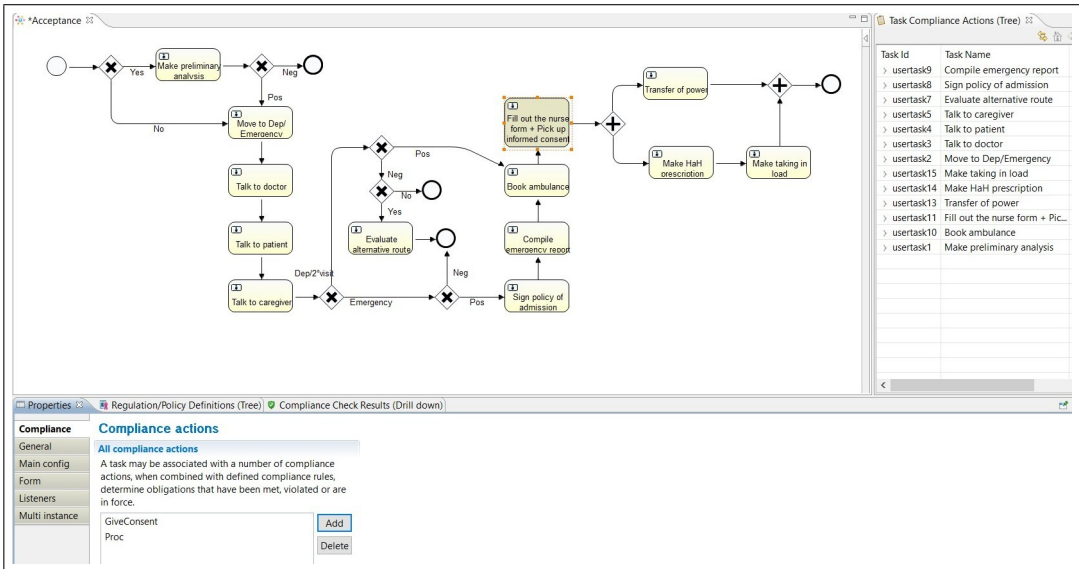 *Acceptance
Make preliminary
analysis
Yes
Neg
Pos
No
Move to Dep/
Emergency
Talk to doctor
Talk to patient
Talk to caregiver
Dep/2°visit
Emergency
Pos
Neg
No
Yes
Evaluate
alternative route
Neg
Pos
Fill out the nurse
form + Pick up
informed consent
Book ambulance
Compile
emergency report
Sign policy of
admission
Transfer of power
Make HaH
prescription
Make taking in
load
Task Compliance Actions (Tree)
Task Id Task Name
usertask9 Compile emergency report
usertask8 Sign policy of admission
usertask7 Evaluate alternative route
usertask5 Talk to caregiver
usertask4 Talk to patient
usertask3 Talk to doctor
usertask2 Move to Dep/Emergency
usertask15 Make taking in load
usertask14 Make HaH prescription
usertask13 Transfer of power
usertask11 Fill out the nurse form + Pic...
usertask10 Book ambulance
usertask1 Make preliminary analysis
Properties Regulation/Policy Definitions (Tree) Compliance Check Results (Drill down)
Compliance
General
Main config
Form
Listeners
Multi instance
Compliance actions
All compliance actions
A task may be associated with a number of compliance
actions, when combined with defined compliance rules,
determine obligations that have been met, violated or are
in force.
GiveConsent
Proc
Add
Delete